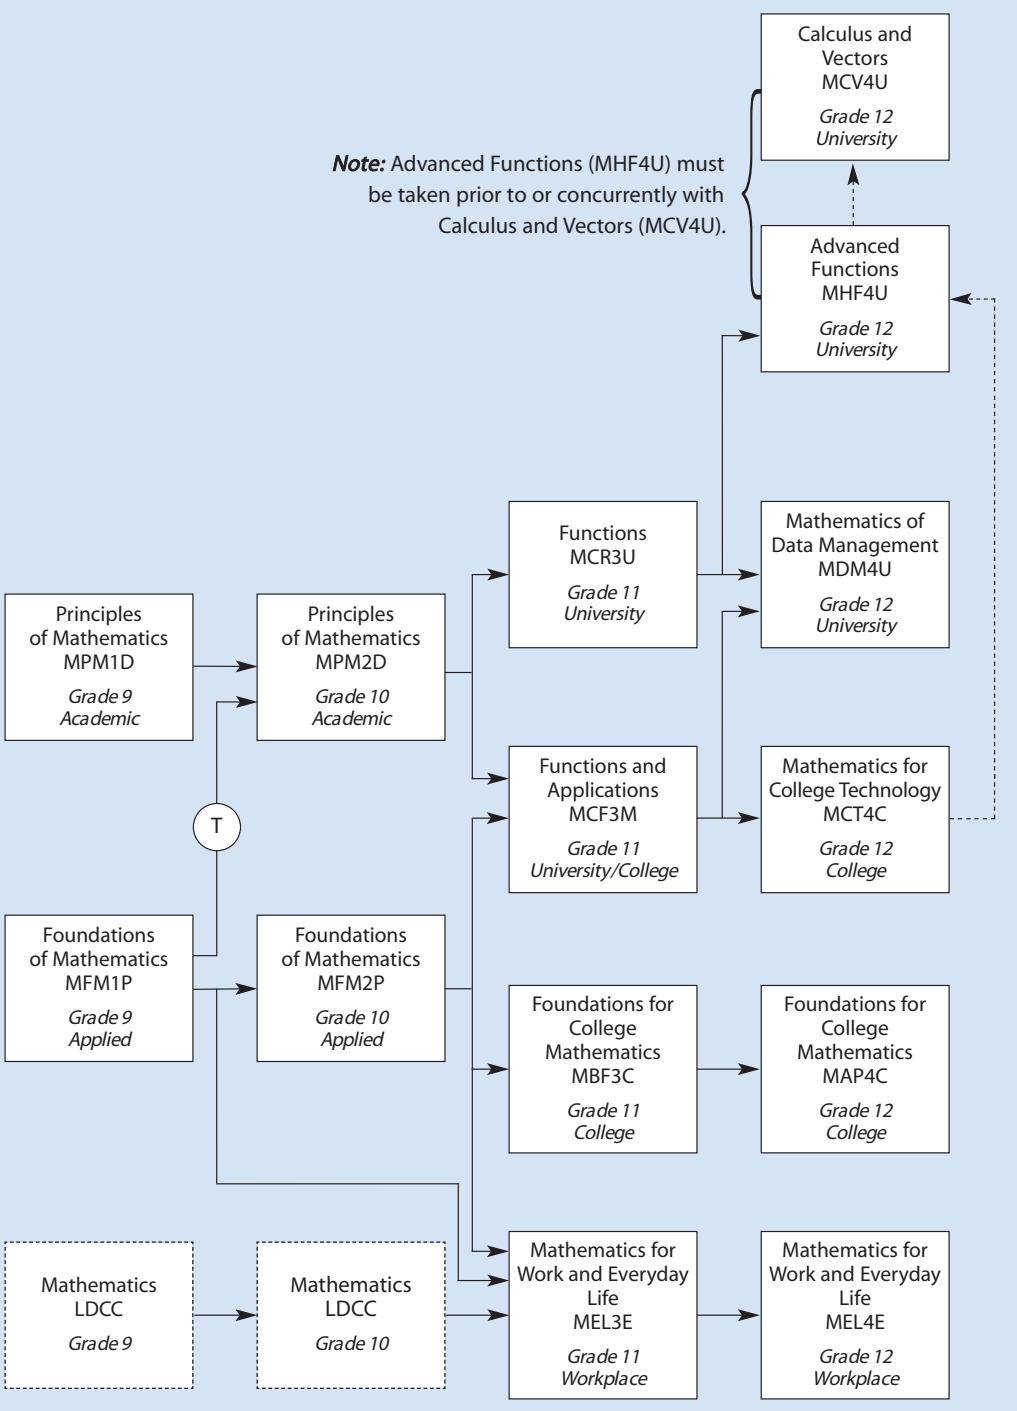 Calculus and
Vectors
MCV4U
Grade 12
University
Note: Advanced Functions (MHF4U) must
be taken prior to or concurrently with
Calculus and Vectors (MCV4U).
Advanced
Functions
MHF4U
Grade 12
University
Functions
MCR3U
Grade 11
University
Mathematics of
Data Management
MDM4U
Grade 12
University
Principles
of Mathematics
MPM1D
Grade 9
Academic
Principles
of Mathematics
MPM2D
Grade 10
Academic
Functions and
Applications
MCF3M
Grade 11
University/College
Mathematics for
College Technology
MCT4C
Grade 12
College
T
Foundations
of Mathematics
MFM1P
Grade 9
Applied
Foundations
of Mathematics
MFM2P
Grade 10
Applied
Foundations for
College
Mathematics
MBF3C
Grade 11
College
Foundations for
College
Mathematics
MAP4C
Grade 12
College
Mathematics
LDCC
Grade 9
Mathematics
LDCC
Grade 10
Mathematics for
Work and Everyday
Life
MEL3E
Grade 11
Workplace
Mathematics for
Work and Everyday
Life
MEL4E
Grade 12
Workplace